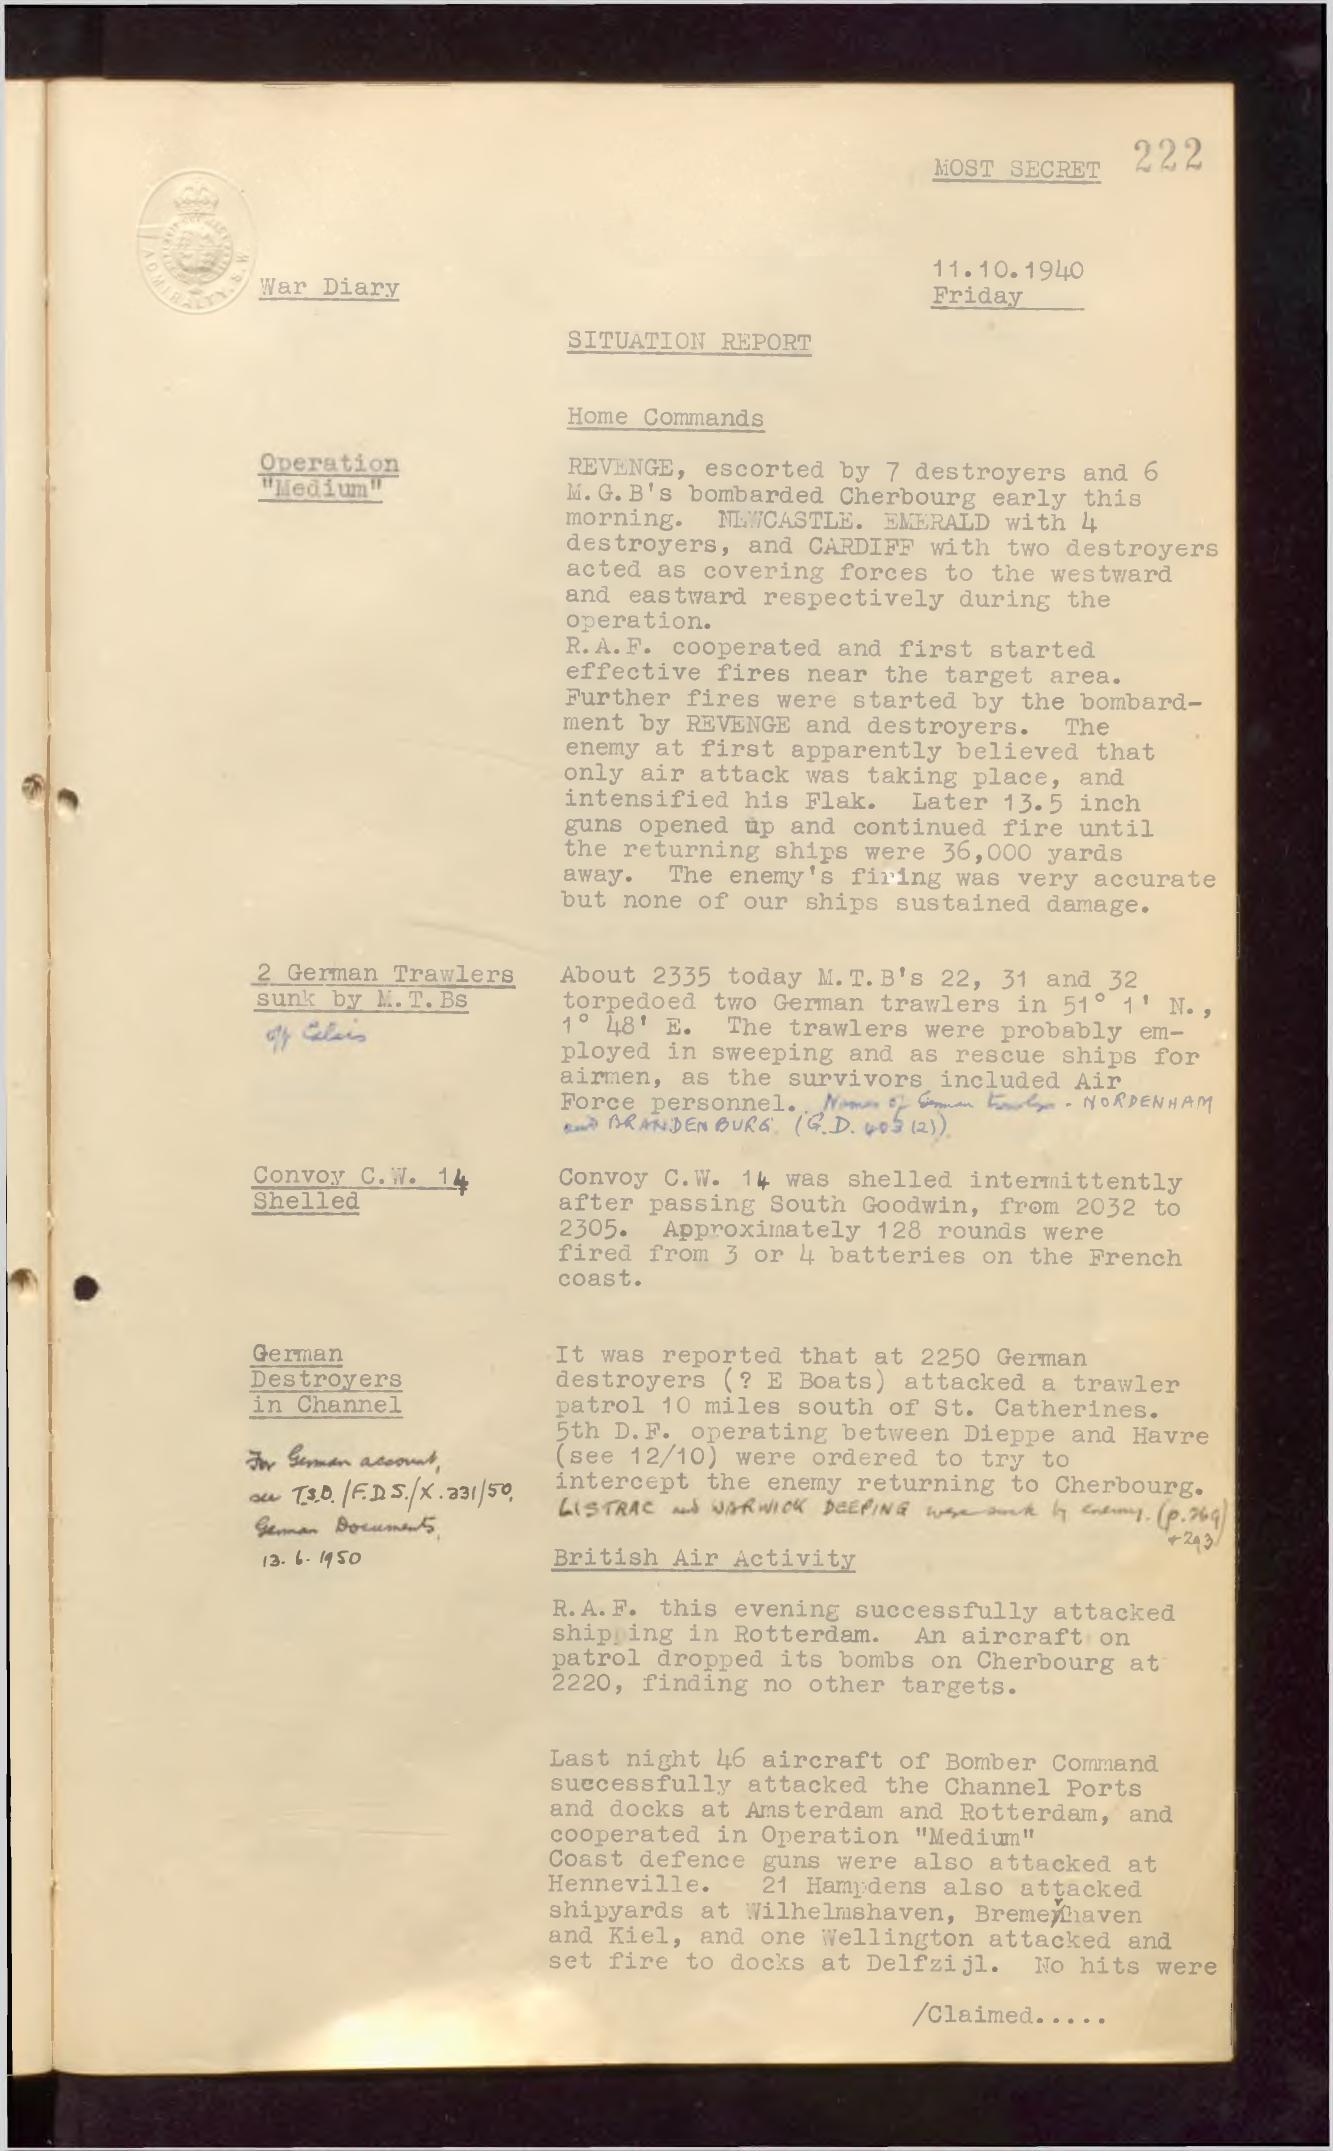 MOST SECRET
222
ADMIRALTY. S.W
War Diary
11.10.1940
Friday
SITUATION REPORT
Home Commands
Operation
"Medium"
REVENGE, escorted by 7 destroyers and 6
M.G.B's bombarded Cherbourg early this
morning. NEWCASTLE. EMERALD with 4
destroyers, and CARDIFF with two destroyers
acted as covering forces to the westward
and eastward respectively during the
operation.
R.A.F. cooperated and first started
effective fires near the target area.
Further fires were started by the bombard-
ment by REVENGE and destroyers. The
enemy at first apparently believed that
only air attack was taking place, and
intensified his Flak. Later 13.5 inch
guns opened up and continued fire until
the returning ships were 36,000 yards
away. The enemy's firing was very accurate
but none of our ships sustained damage.
2 German Trawlers
sunk by M.T.Bs
off Calais
About 2335 today M.T.B's 22, 31 and 32
torpedoed two German trawlers in 51° 1' N.,
1° 48' E. The trawlers were probably em-
ployed in sweeping and as rescue ships for
airmen, as the survivors included Air
Force personnel. Names of German trawlers - NORDENHAM
and BRANDENBURG. (G.D. 403(2))
Convoy C.W. 14
Shelled
Convoy C.W. 14 was shelled intermittently
after passing South Goodwin, from 2032 to
2305. Approximately 128 rounds were
fired from 3 or 4 batteries on the French
coast.
German
Destroyers
in Channel
For German account,
see T.S.D./F.D.S./X.331/50.
German Documents,
13.6.1950
It was reported that at 2250 German
destroyers (? E Boats) attacked a trawler
patrol 10 miles south of St. Catherines.
5th D.F. operating between Dieppe and Havre
(see 12/10) were ordered to try to
intercept the enemy returning to Cherbourg.
LISTRAC and WARWICK DEEPING were sunk by enemy. (p.269
+ 293)
British Air Activity
R.A.F. this evening successfully attacked
shipping in Rotterdam. An aircraft on
patrol dropped its bombs on Cherbourg at
2220, finding no other targets.
Last night 46 aircraft of Bomber Command
successfully attacked the Channel Ports
and docks at Amsterdam and Rotterdam, and
cooperated in Operation "Medium"
Coast defence guns were also attacked at
Henneville. 21 Hampdens also attacked
shipyards at Wilhelmshaven, Bremerhaven
and Kiel, and one Wellington attacked and
set fire to docks at Delfzijl. No hits were
/Claimed.....